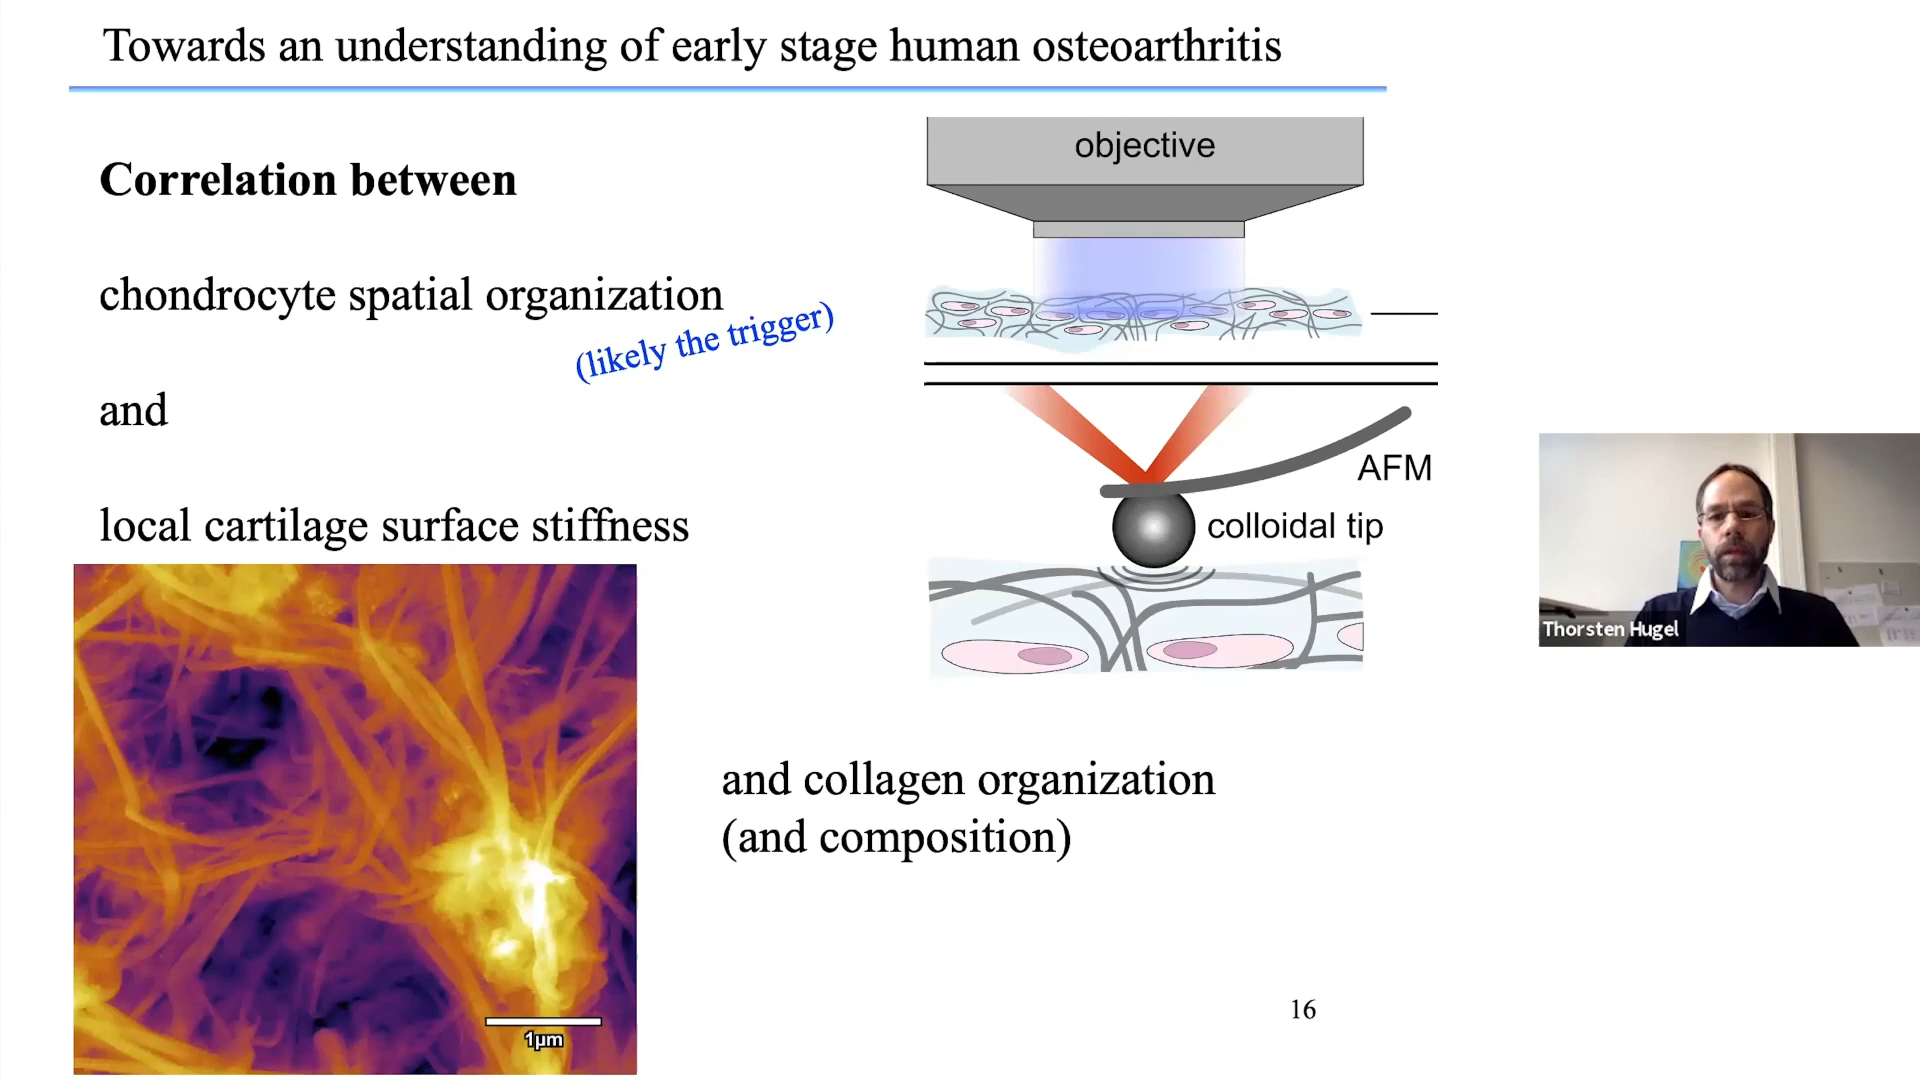 Towards an understanding of early stage human osteoarthritis
Correlation between
chondrocyte spatial organization
(likely the trigger)
and
local cartilage surface stiffness
objective
AFM
colloidal tip
Thorsten Hugel
and collagen organization
(and composition)
1µm
16